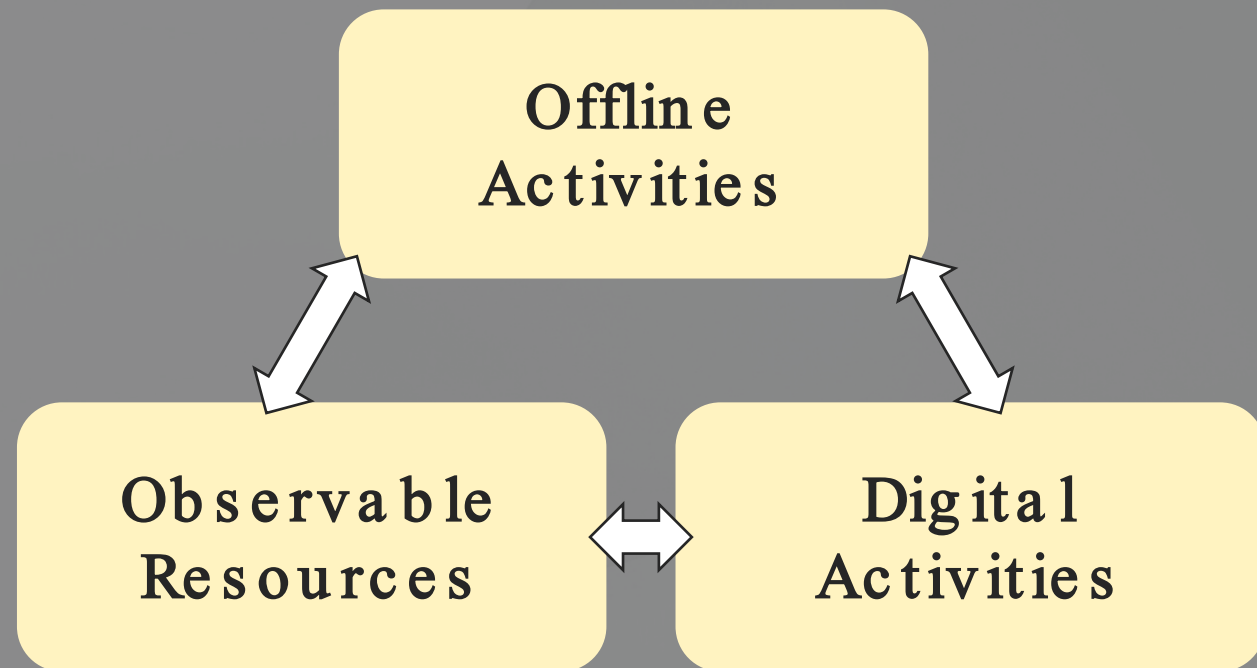 Offline
Activities
Observable
Resources
Digital
Activities